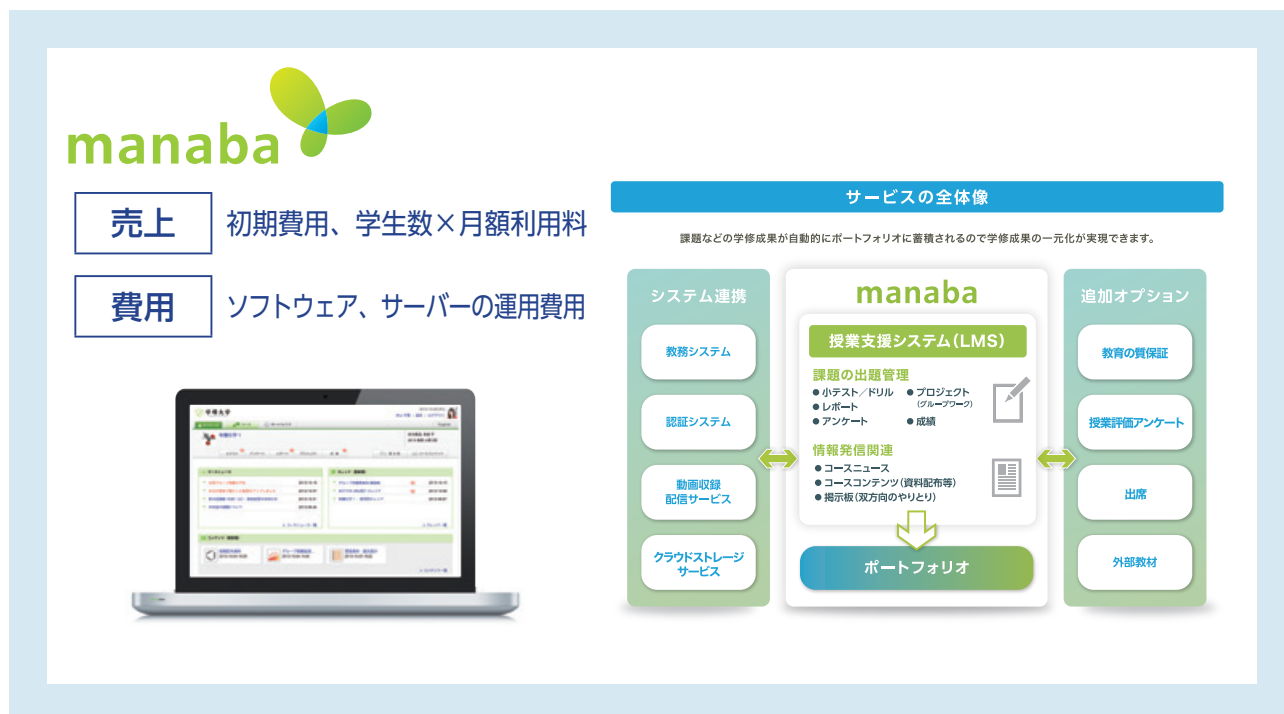 manaba
売上
初期費用、学生数×月額利用料
費用
ソフトウェア、サーバーの運用費用
サービスの全体像
課題などの学修成果が自動的にポートフォリオに蓄積されるので学修成果の一元化が実現できます。
システム連携
教務システム
認証システム
動画収録
配信サービス
クラウドストレージ
サービス
manaba
授業支援システム(LMS)
課題の出題管理
●小テスト／ドリル
●レポート
●アンケート
●プロジェクト
(グループワーク)
●成績
情報発信関連
●コースニュース
●コースコンテンツ(資料配布等)
●掲示板(双方向のやりとり)
ポートフォリオ
追加オプション
教育の質保証
授業評価アンケート
出席
外部教材